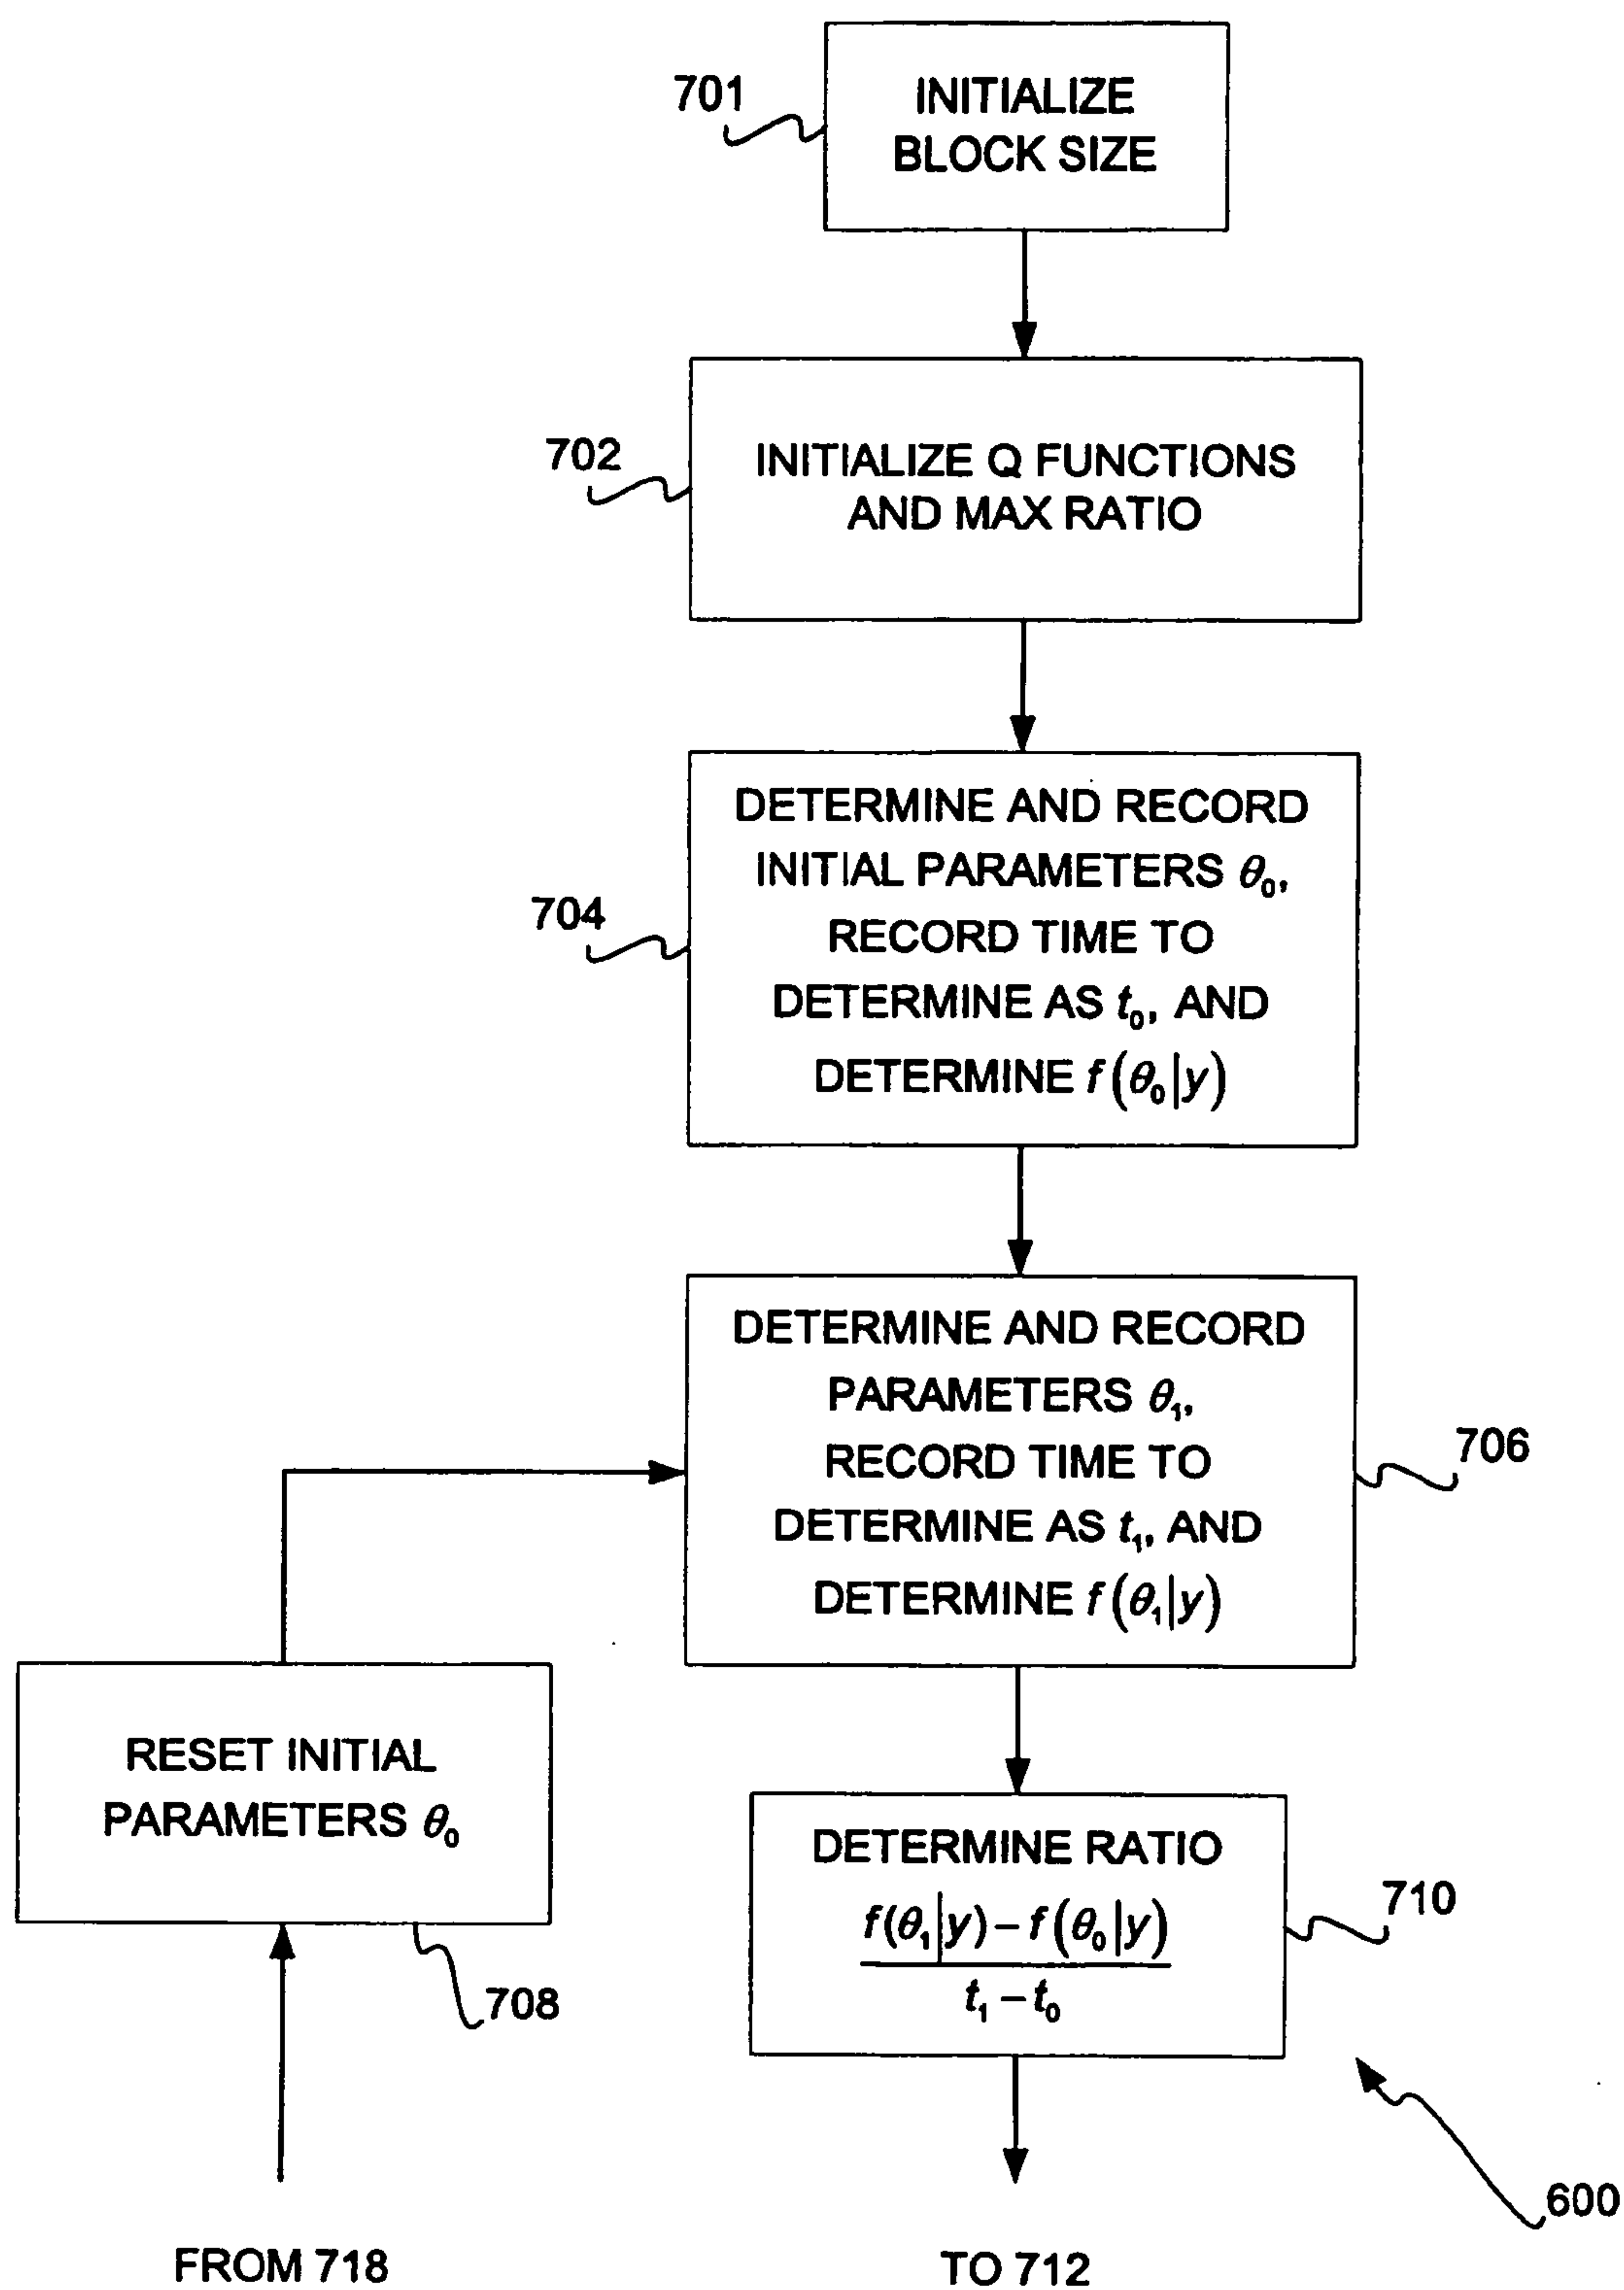 701
INITIALIZE
BLOCK SIZE
702
INITIALIZE Q FUNCTIONS
AND MAX RATIO
704
DETERMINE AND RECORD
INITIAL PARAMETERS θ₀,
RECORD TIME TO
DETERMINE AS t₀, AND
DETERMINE f(θ₀|y)
706
DETERMINE AND RECORD
PARAMETERS θ₁,
RECORD TIME TO
DETERMINE AS t₁, AND
DETERMINE f(θ₁|y)
RESET INITIAL
PARAMETERS θ₀
708
DETERMINE RATIO
f(θ₁|y) – f(θ₀|y)
t₁ – t₀
710
600
FROM 718
TO 712